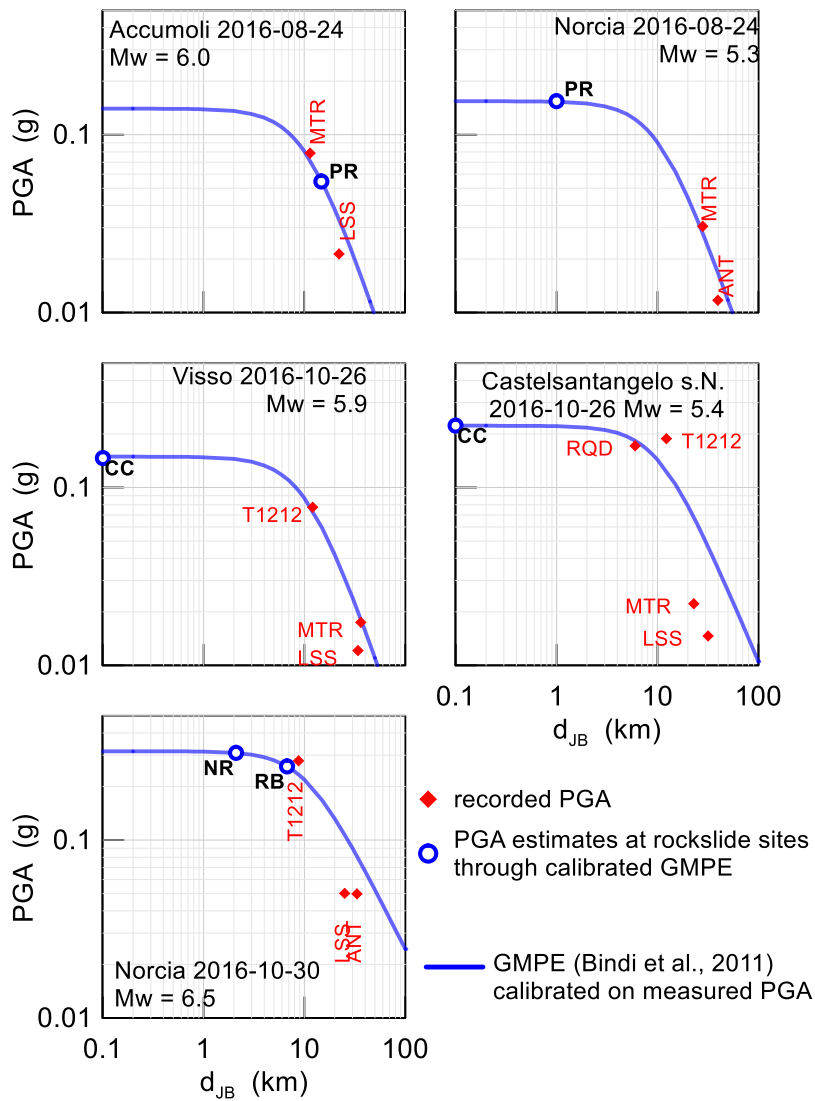 Accumoli 2016-08-24
Mw = 6.0
PGA (g)
0.1
0.01
MTR
PR
LSS
Norcia 2016-08-24
Mw = 5.3
PR
MTR
ANT
Visso 2016-10-26
Mw = 5.9
PGA (g)
0.1
0.01
CC
T1212
MTR
LSS
Castelsantangelo s.N.
2016-10-26 Mw = 5.4
CC
RQD
T1212
MTR
LSS
0.1 1 10 100
dJB (km)
PGA (g)
0.1
0.01
NR
RB
T1212
LSS
ANT
Norcia 2016-10-30
Mw = 6.5
0.1 1 10 100
dJB (km)
recorded PGA
PGA estimates at rockslide sites
through calibrated GMPE
GMPE (Bindi et al., 2011)
calibrated on measured PGA